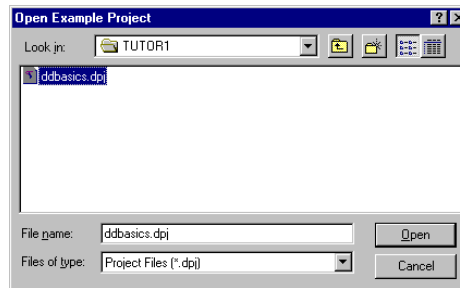 Open Example Project
Look in: TUTOR1
ddbasics.dpj
File name: ddbasics.dpj Open
Files of type: Project Files (*.dpj) Cancel